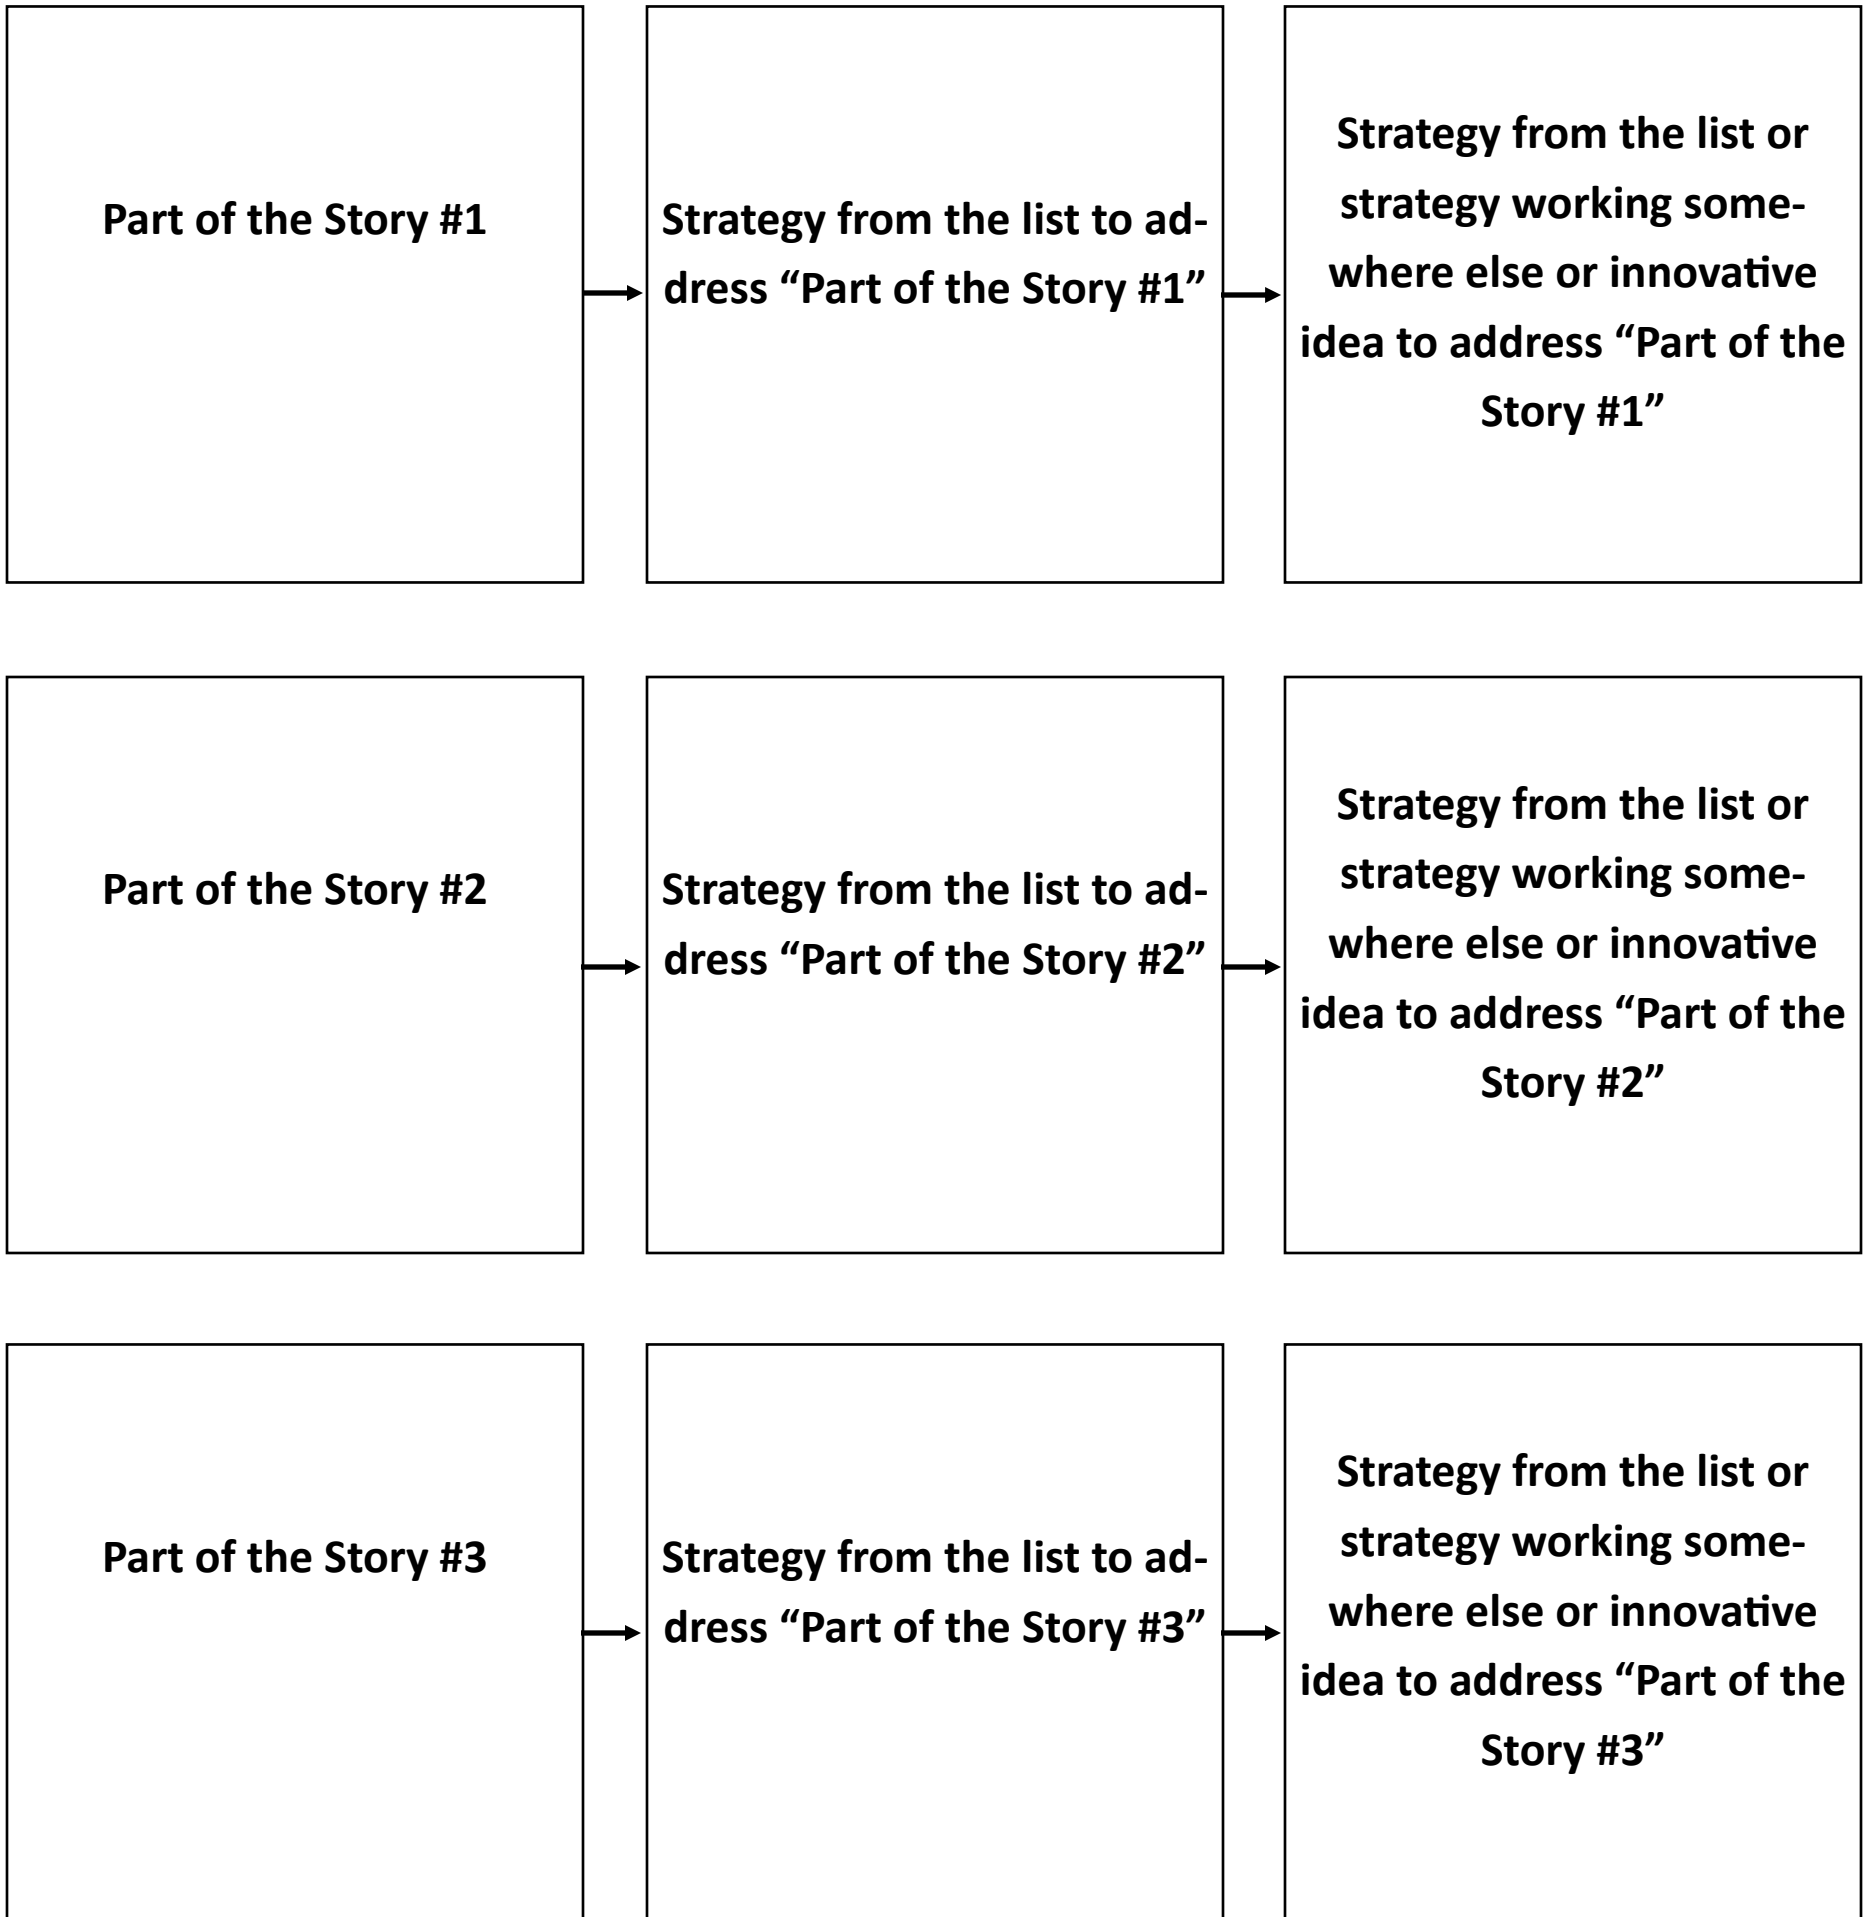 Part of the Story #1
Strategy from the list to ad-
dress “Part of the Story #1”
Strategy from the list or
strategy working some-
where else or innovative
idea to address “Part of the
Story #1”
Part of the Story #2
Strategy from the list to ad-
dress “Part of the Story #2”
Strategy from the list or
strategy working some-
where else or innovative
idea to address “Part of the
Story #2”
Part of the Story #3
Strategy from the list to ad-
dress “Part of the Story #3”
Strategy from the list or
strategy working some-
where else or innovative
idea to address “Part of the
Story #3”